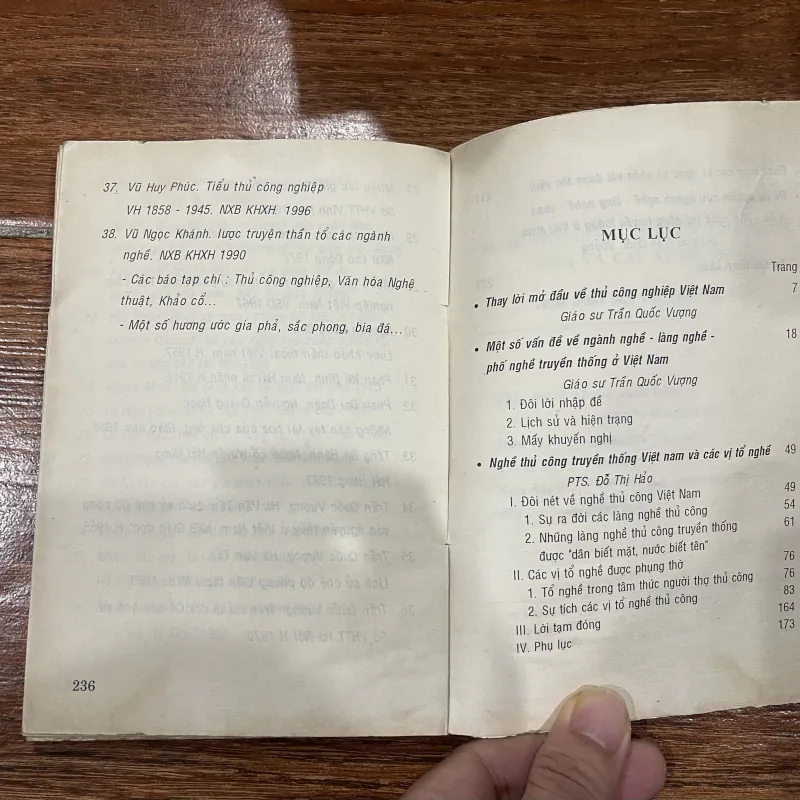 37. Vũ Huy Phúc. Tiểu thủ công nghiệp
VH 1858 - 1945. NXB KHXH. 1996
38. Vũ Ngọc Khánh. lược truyện thần tổ các ngành
nghề. NXB KHXH 1990
- Các báo tạp chí : Thủ công nghiệp, Văn hóa Nghệ
thuật, Khảo cổ...
- Một số hương ước gia phả, sắc phong, bia đá...
236
MỤC LỤC
Trang
• Thay lời mở đầu về thủ công nghiệp Việt Nam 7
Giáo sư Trần Quốc Vượng
• Một số vấn đề về ngành nghề - làng nghề - 18
phố nghề truyền thống ở Việt Nam
Giáo sư Trần Quốc Vượng
1. Đôi lời nhập đề
2. Lịch sử và hiện trạng
3. Mấy khuyến nghị
• Nghề thủ công truyền thống Việt nam và các vị tổ nghề 49
PTS. Đỗ Thị Hảo
I. Đôi nét về nghề thủ công Việt Nam 49
1. Sự ra đời các làng nghề thủ công 54
2. Những làng nghề thủ công truyền thống 61
được "dân biết mặt, nước biết tên"
II. Các vị tổ nghề được phụng thờ 76
1. Tổ nghề trong tâm thức người thợ thủ công 76
2. Sự tích các vị tổ nghề thủ công 83
III. Lời tạm đóng 164
IV. Phụ lục 173